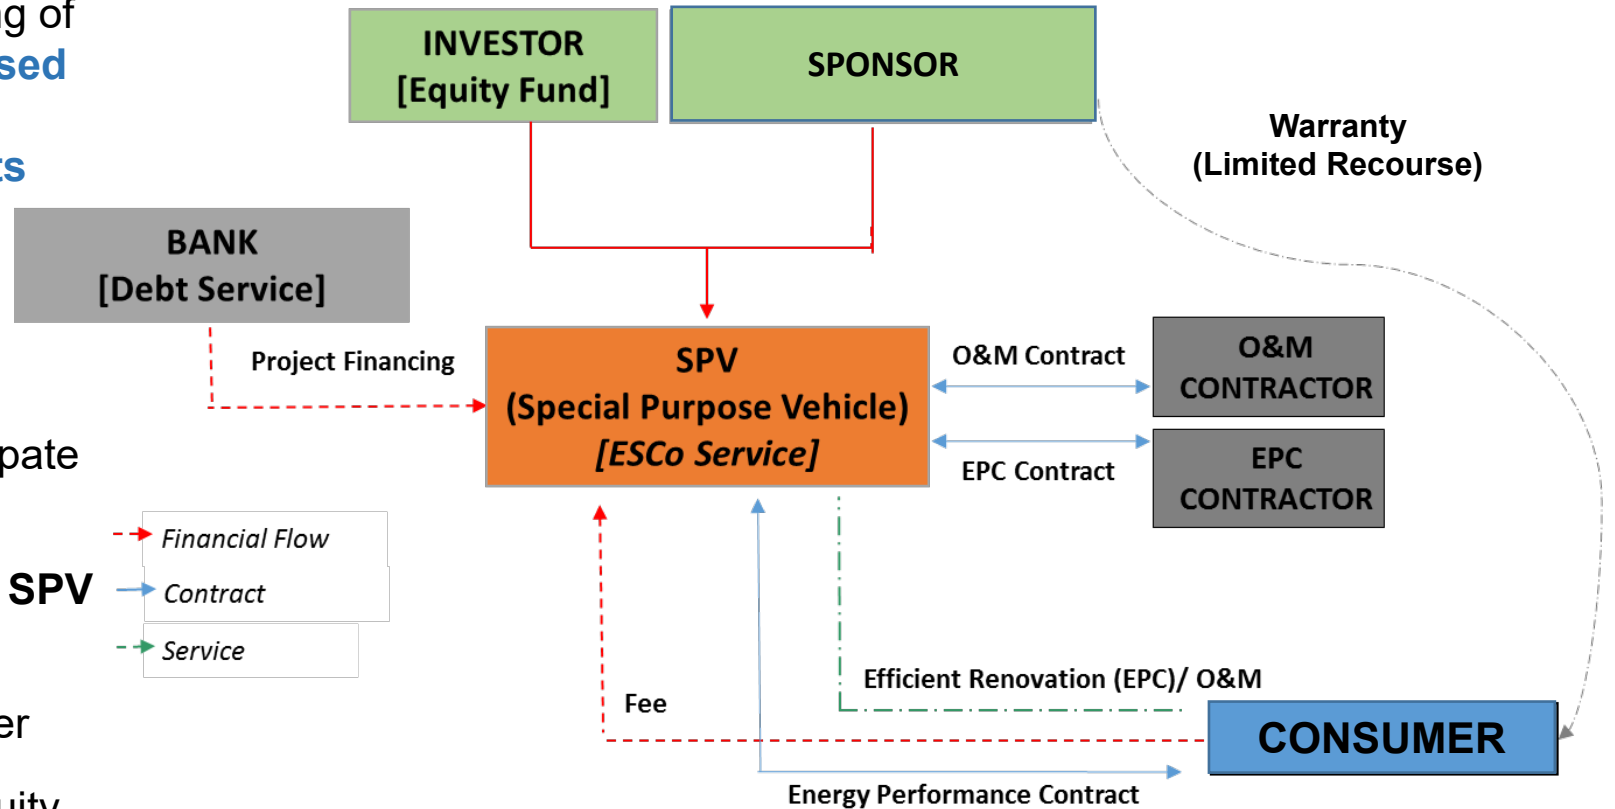 ng of
sed
ts
pate
SPV
er
uity
INVESTOR
[Equity Fund]
SPONSOR
Warranty
(Limited Recourse)
BANK
[Debt Service]
Project Financing
SPV
(Special Purpose Vehicle)
[ESCo Service]
O&M Contract
O&M
CONTRACTOR
EPC Contract
EPC
CONTRACTOR
Financial Flow
Contract
Service
Fee
Efficient Renovation (EPC)/ O&M
CONSUMER
Energy Performance Contract